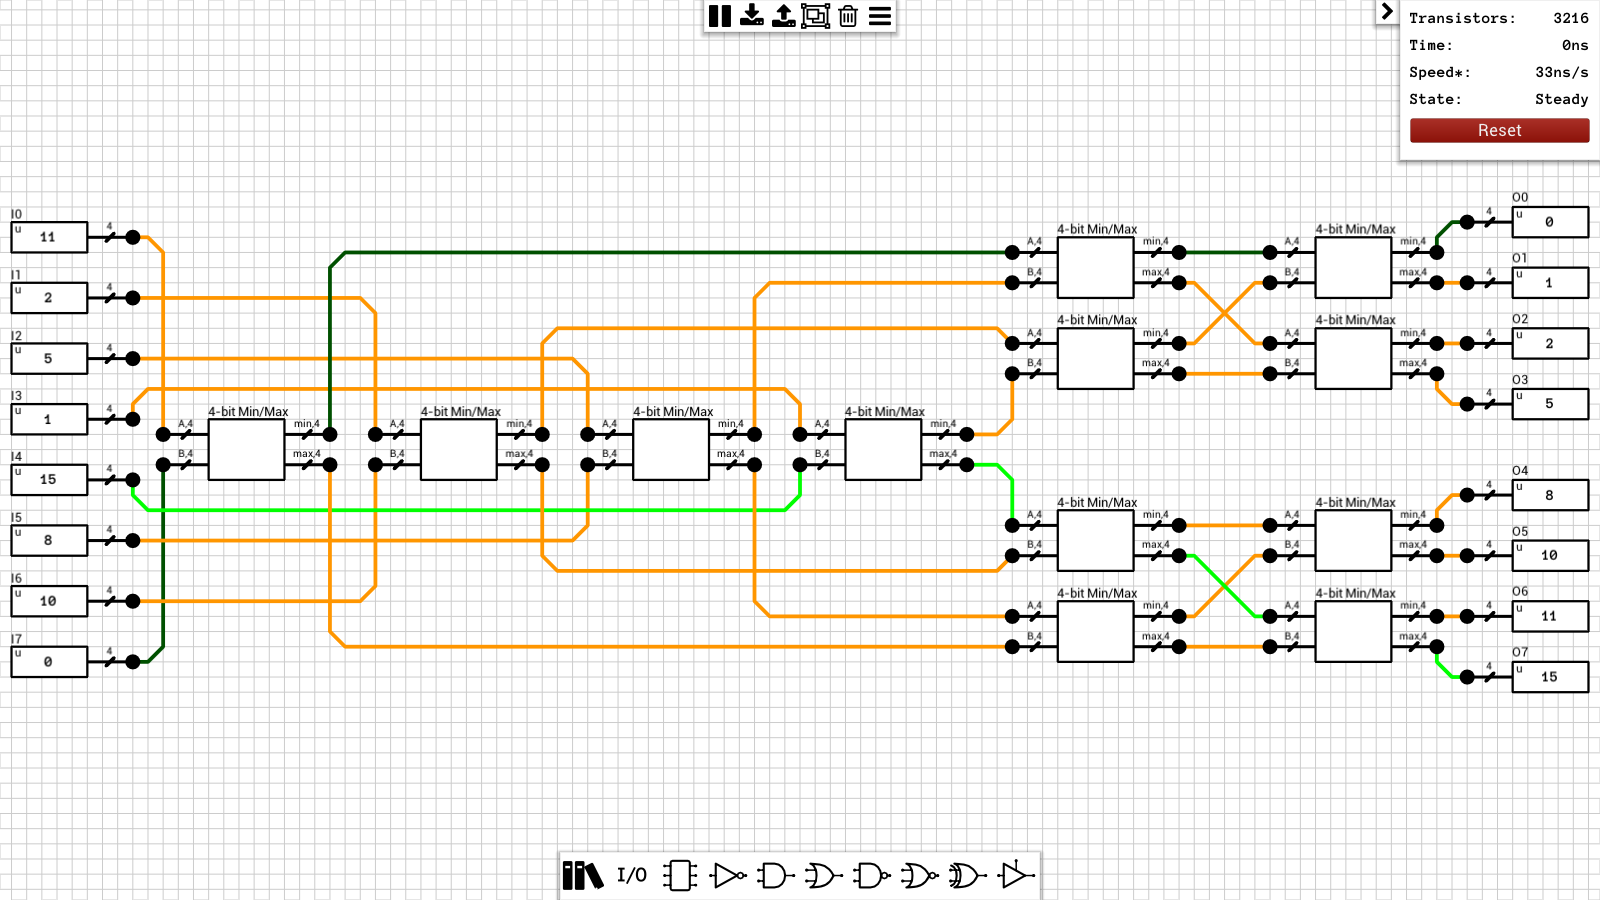 Transistors: 3216
Time: 0ns
Speed*: 33ns/s
State: Steady
Reset
I0
u 11 4
I1
u 2 4
I2
u 5 4
I3
u 1 4
I4
u 15 4
I5
u 8 4
I6
u 10 4
I7
u 0 4
4-bit Min/Max
A,4 min,4
B,4 max,4
4-bit Min/Max
A,4 min,4
B,4 max,4
4-bit Min/Max
A,4 min,4
B,4 max,4
4-bit Min/Max
A,4 min,4
B,4 max,4
4-bit Min/Max
A,4 min,4
B,4 max,4
4-bit Min/Max
A,4 min,4
B,4 max,4
4-bit Min/Max
A,4 min,4
B,4 max,4
4-bit Min/Max
A,4 min,4
B,4 max,4
4-bit Min/Max
A,4 min,4
B,4 max,4
4-bit Min/Max
A,4 min,4
B,4 max,4
4-bit Min/Max
A,4 min,4
B,4 max,4
4-bit Min/Max
A,4 min,4
B,4 max,4
O0
4 u 0
O1
4 u 1
O2
4 u 2
O3
4 u 5
O4
4 u 8
O5
4 u 10
O6
4 u 11
O7
4 u 15
I/O